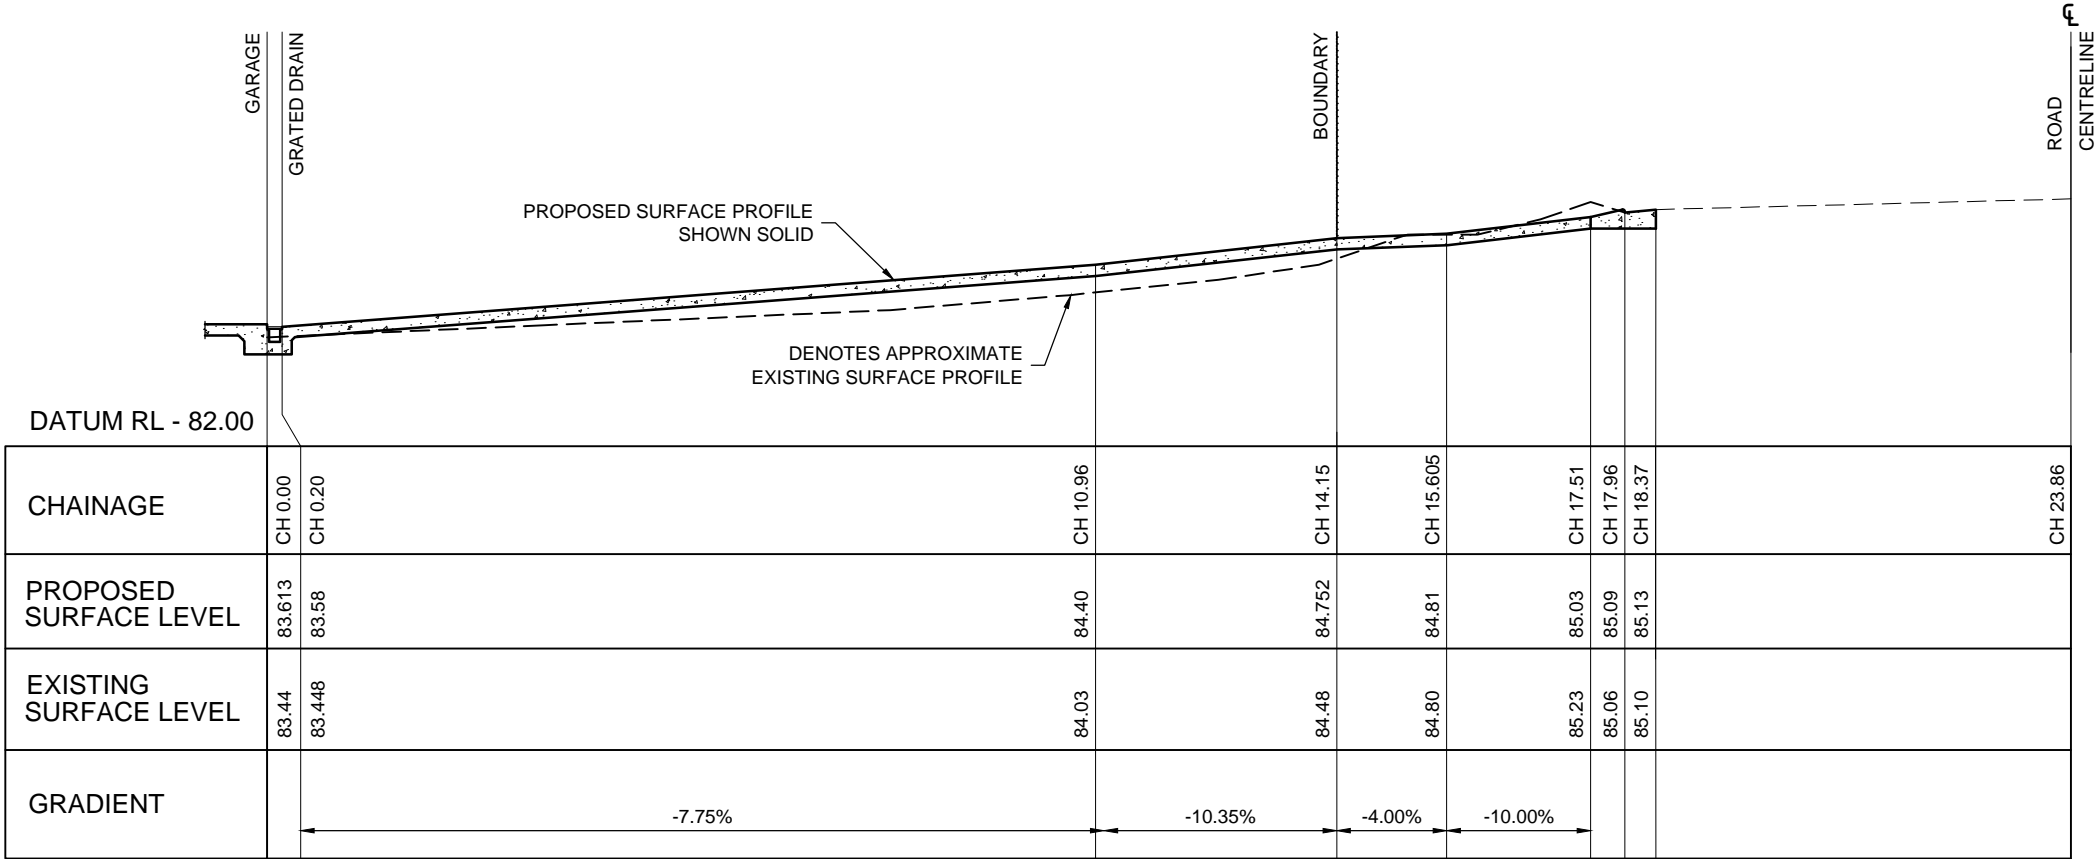 GARAGE
GRATED DRAIN
BOUNDARY
℄
ROAD
CENTRELINE
PROPOSED SURFACE PROFILE
SHOWN SOLID
DENOTES APPROXIMATE
EXISTING SURFACE PROFILE
DATUM RL - 82.00
CHAINAGE
CH 0.00
CH 0.20
CH 10.96
CH 14.15
CH 15.605
CH 17.51
CH 17.96
CH 18.37
CH 23.86
PROPOSED
SURFACE LEVEL
83.613
83.58
84.40
84.752
84.81
85.03
85.09
85.13
EXISTING
SURFACE LEVEL
83.44
83.448
84.03
84.48
84.80
85.23
85.06
85.10
GRADIENT
-7.75%
-10.35%
-4.00%
-10.00%